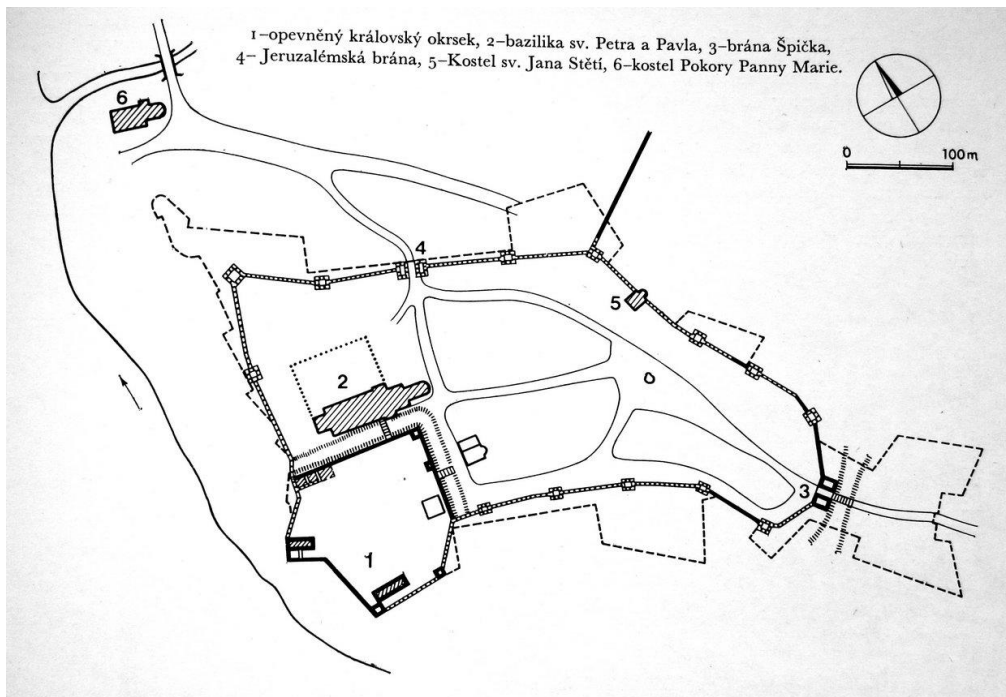 1–opevněný královský okrsek, 2–bazilika sv. Petra a Pavla, 3–brána Špička,
4– Jeruzalémská brána, 5–Kostel sv. Jana Stětí, 6–kostel Pokory Panny Marie.
6
0 100m
4
5
2
3
1